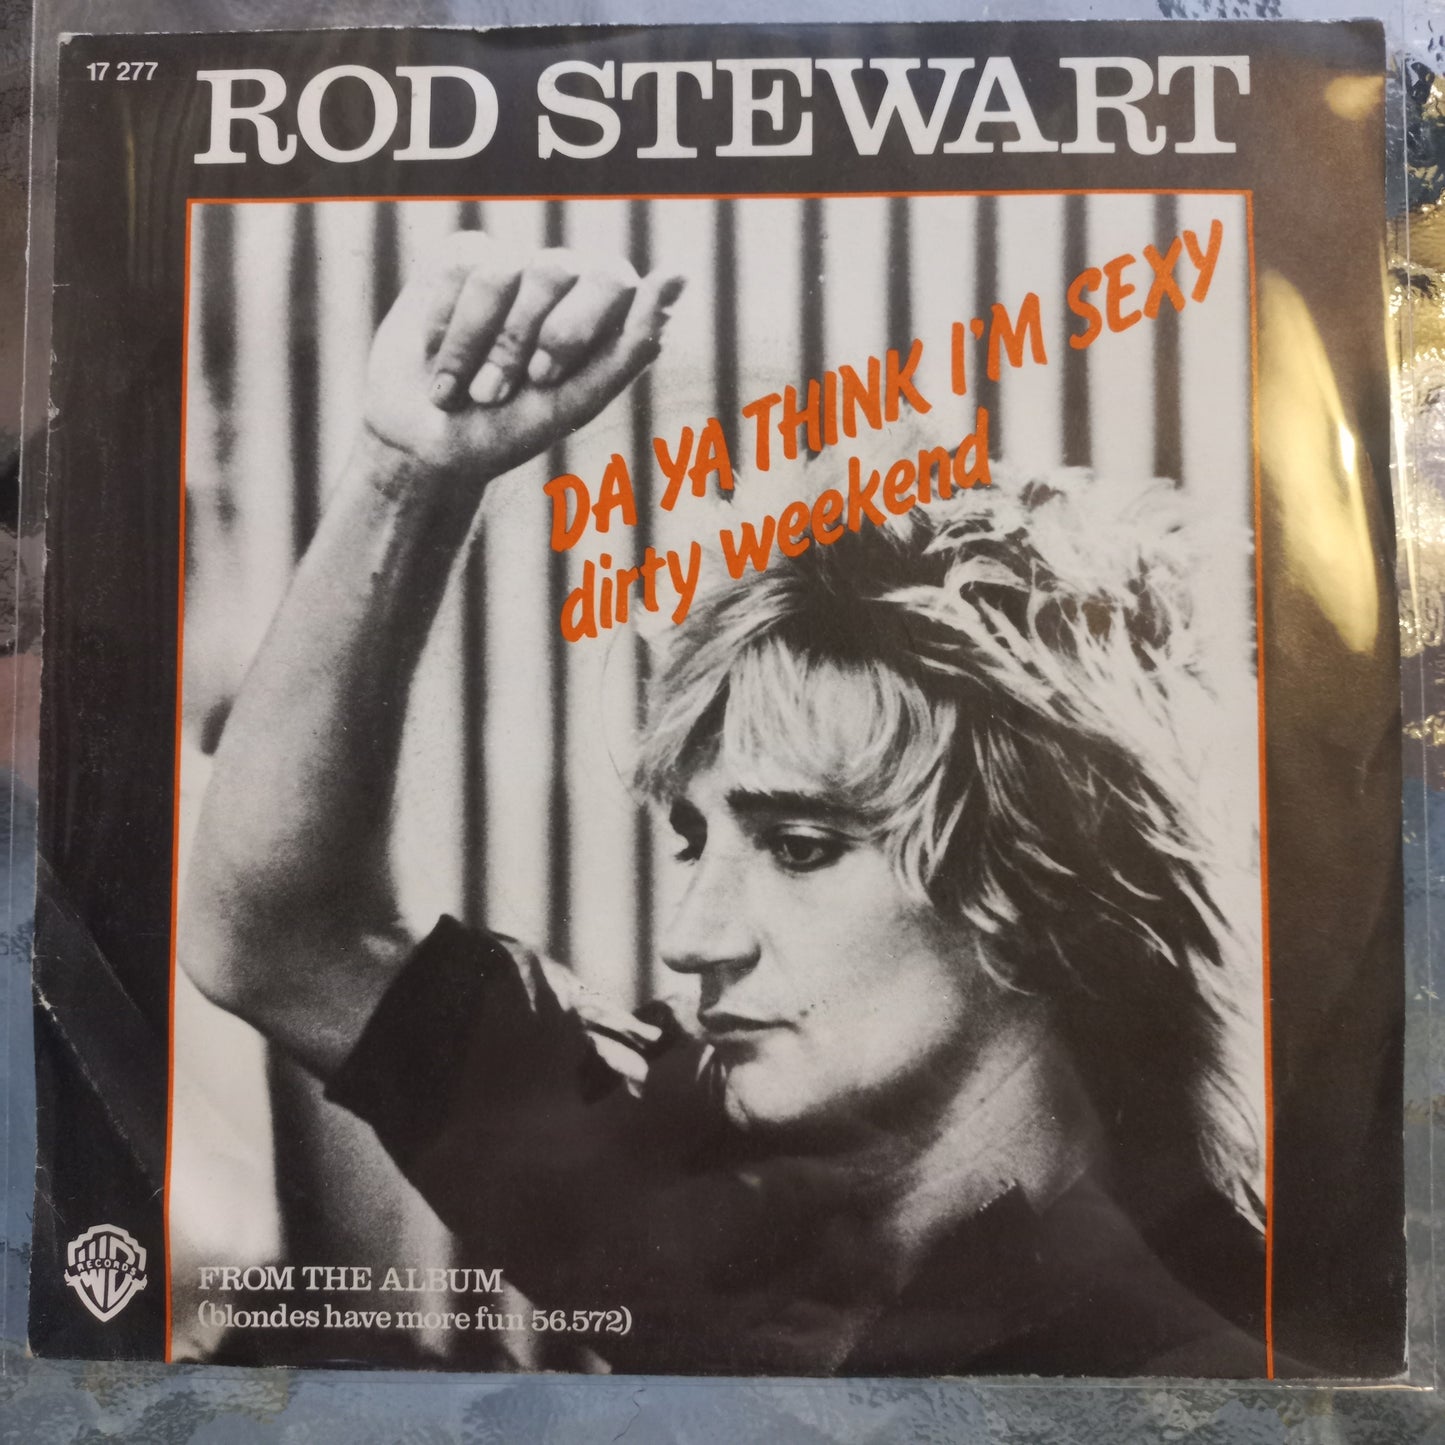 17 277
ROD STEWART
DA YA THINK I'M SEXY
dirty weekend
WB
RECORDS
FROM THE ALBUM
(blondes have more fun 56.572)